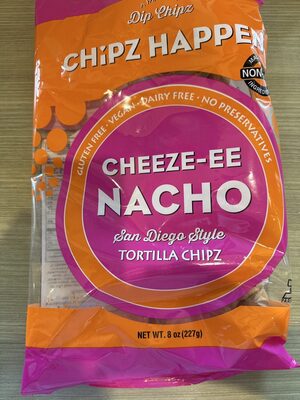 Dip Chipz
CHiPZ HAPPEN
NON
GLUTEN FREE · VEGAN · DAIRY FREE · NO PRESERVATIVES
CHEEZE-EE
NACHO
San Diego Style
TORTILLA CHIPZ
NET WT. 8 oz (227g)